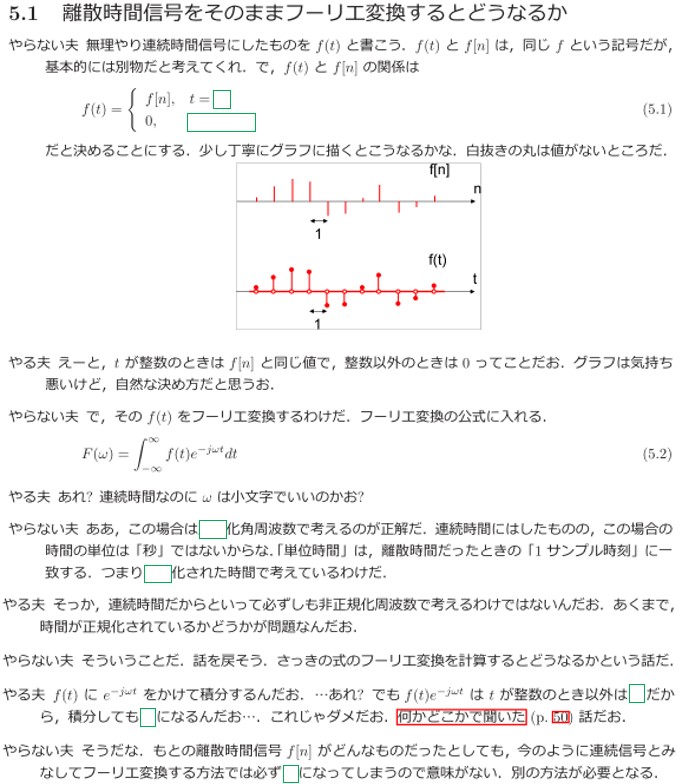 5.1 離散時間信号をそのままフーリエ変換するとどうなるか
やらない夫 無理やり連続時間信号にしたものを f(t) と書こう．f(t) と f[n] は，同じ f という記号だが，
基本的には別物だと考えてくれ．で，f(t) と f[n] の関係は
f(t) = { f[n], t =
0, (5.1)
だと決めることにする．少し丁寧にグラフに描くとこうなるかな．白抜きの丸は値がないところだ．
f[n]
n
1
f(t)
t
1
やる夫 えーと，t が整数のときは f[n] と同じ値で，整数以外のときは 0 ってことだお．グラフは気持ち
悪いけど，自然な決め方だと思うお．
やらない夫 で，その f(t) をフーリエ変換するわけだ．フーリエ変換の公式に入れる．
F(ω) = ∫_{-∞}^{∞} f(t)e^{-jωt}dt (5.2)
やる夫 あれ? 連続時間なのに ω は小文字でいいのかお?
やらない夫 ああ，この場合は 化角周波数で考えるのが正解だ．連続時間にはしたものの，この場合の
時間の単位は「秒」ではないからな．「単位時間」は，離散時間だったときの「1 サンプル時刻」に一
致する．つまり 化された時間で考えているわけだ．
やる夫 そっか，連続時間だからといって必ずしも非正規化周波数で考えるわけではないんだお．あくまで，
時間が正規化されているかどうかが問題なんだお．
やらない夫 そういうことだ．話を戻そう．さっきの式のフーリエ変換を計算するとどうなるかという話だ．
やる夫 f(t) に e^{-jωt} をかけて積分するんだお．…あれ? でも f(t)e^{-jωt} は t が整数のとき以外は だか
ら，積分しても になるんだお…．これじゃダメだお．何かどこかで聞いた (p. 50) 話だお．
やらない夫 そうだな．もとの離散時間信号 f[n] がどんなものだったとしても，今のように連続信号とみ
なしてフーリエ変換する方法では必ず になってしまうので意味がない．別の方法が必要となる．